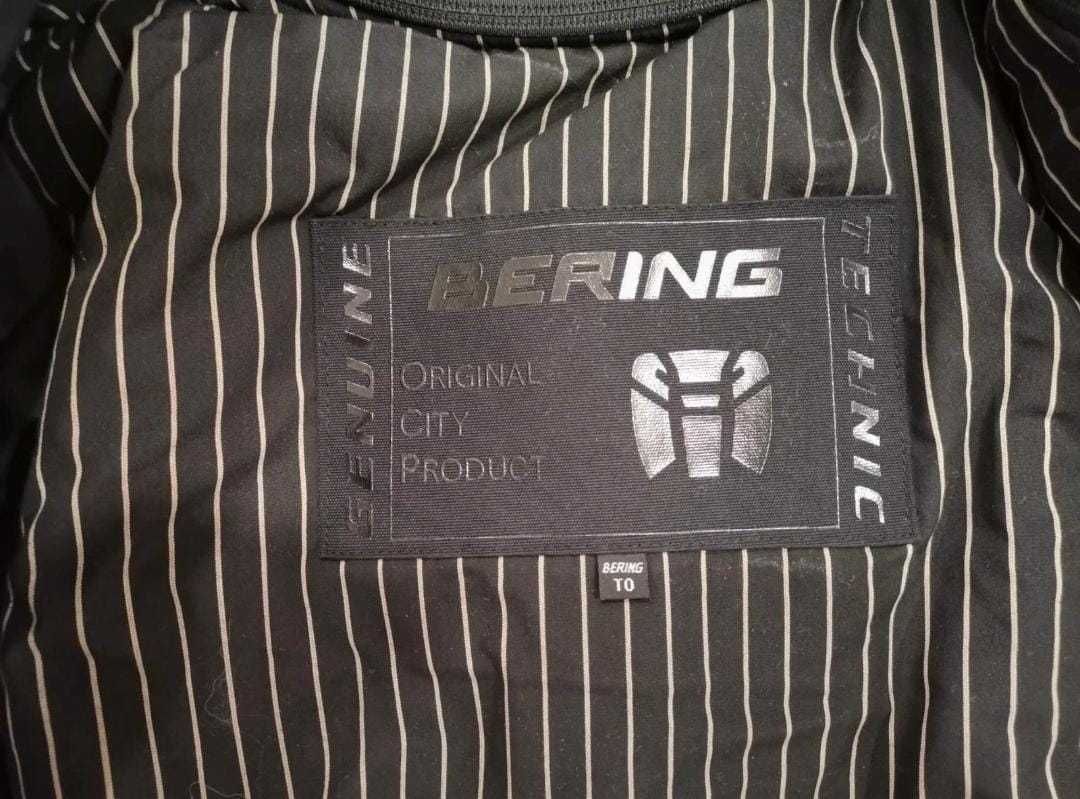 GENUINE
BERING
ORIGINAL
CITY
PRODUCT
TECHNIC
BERING
T0